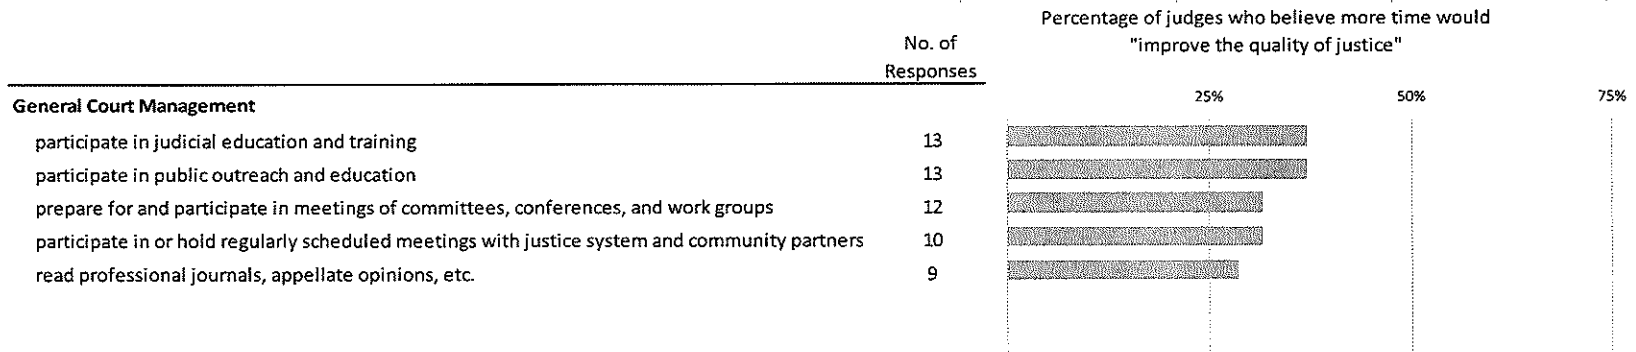 Percentage of judges who believe more time would
"improve the quality of justice"
No. of
Responses
General Court Management
25% 50% 75%
participate in judicial education and training 13
participate in public outreach and education 13
prepare for and participate in meetings of committees, conferences, and work groups 12
participate in or hold regularly scheduled meetings with justice system and community partners 10
read professional journals, appellate opinions, etc. 9